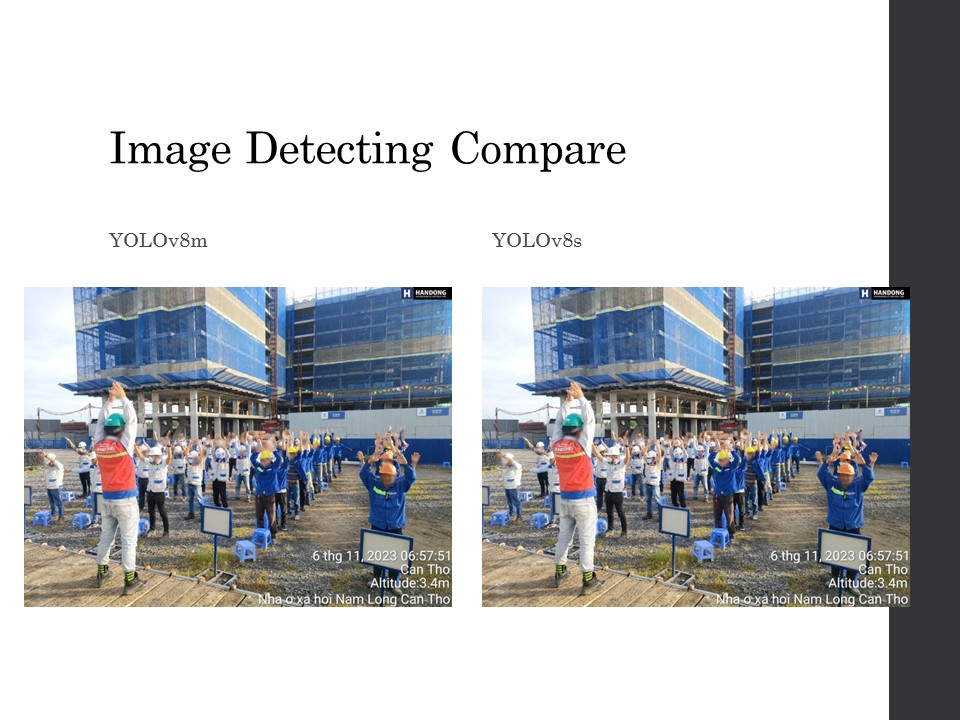 Image Detecting Compare
YOLOv8m
YOLOv8s
HANDONG
6 thg 11, 2023 06:57:51
Can Tho
Altitude:3.4m
Nha o xa hoi Nam Long Can Tho
HANDONG
6 thg 11, 2023 06:57:51
Can Tho
Altitude:3.4m
Nha o xa hoi Nam Long Can Tho